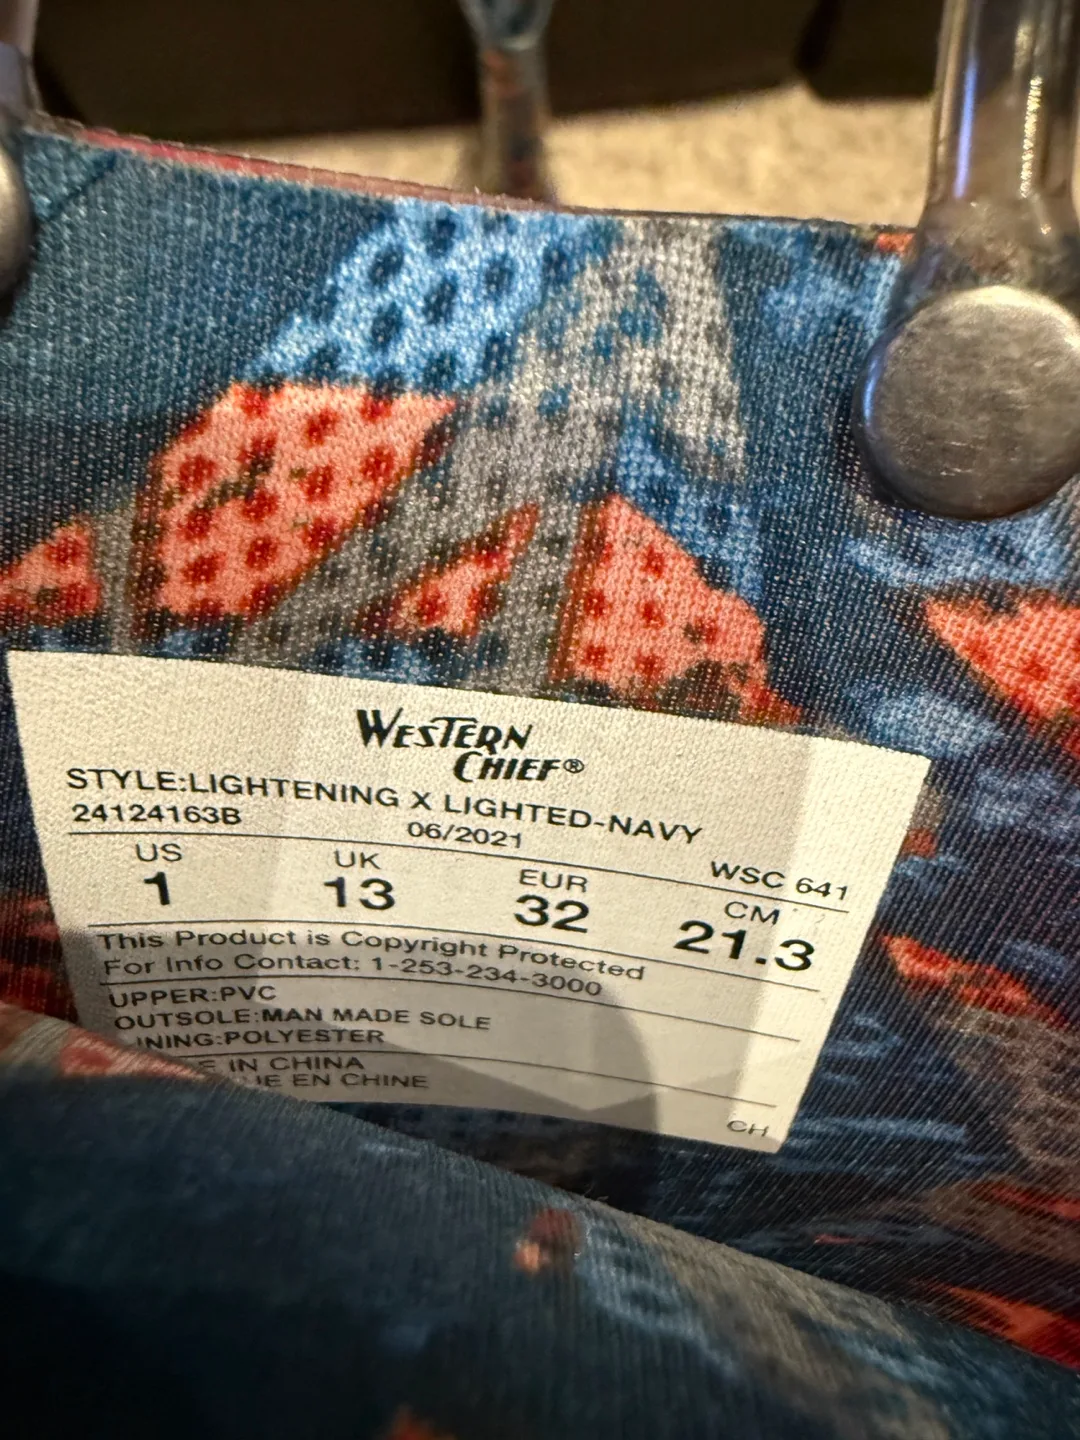 WESTERN
CHIEF®
STYLE:LIGHTENING X LIGHTED-NAVY
24124163B 06/2021 WSC 641
US UK EUR CM
1 13 32 21.3
This Product is Copyright Protected
For Info Contact: 1-253-234-3000
UPPER:PVC
OUTSOLE:MAN MADE SOLE
INING:POLYESTER
E IN CHINA
UE EN CHINE
CH